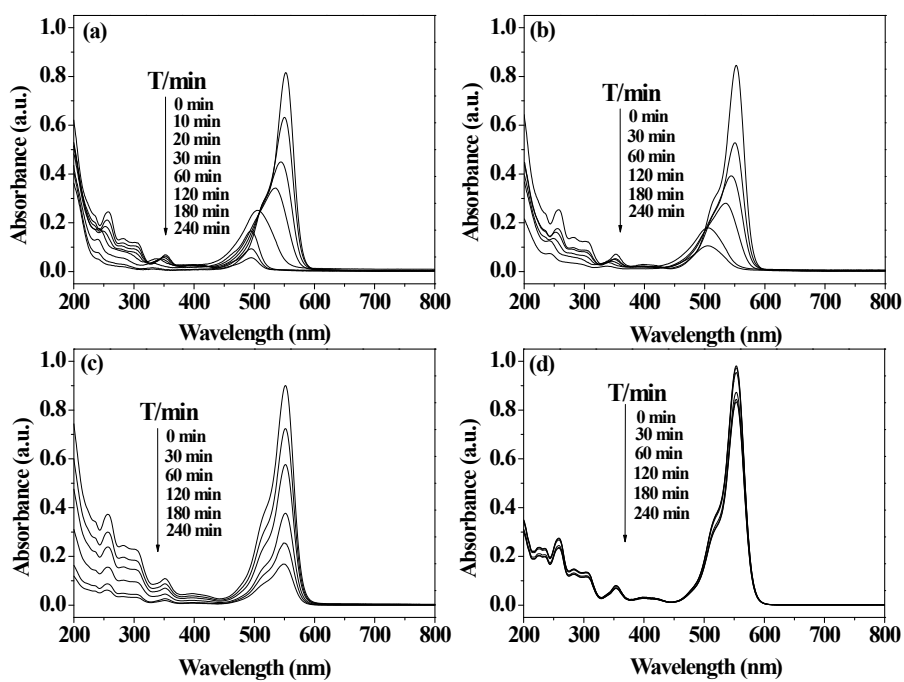 (a)
Absorbance (a.u.)
1.0
0.8
0.6
0.4
0.2
0.0
T/min
0 min
10 min
20 min
30 min
60 min
120 min
180 min
240 min
200 300 400 500 600 700 800
Wavelength (nm)
(b)
Absorbance (a.u.)
1.0
0.8
0.6
0.4
0.2
0.0
T/min
0 min
30 min
60 min
120 min
180 min
240 min
200 300 400 500 600 700 800
Wavelength (nm)
(c)
Absorbance (a.u.)
1.0
0.8
0.6
0.4
0.2
0.0
T/min
0 min
30 min
60 min
120 min
180 min
240 min
200 300 400 500 600 700 800
Wavelength (nm)
(d)
Absorbance (a.u.)
1.0
0.8
0.6
0.4
0.2
0.0
T/min
0 min
30 min
60 min
120 min
180 min
240 min
200 300 400 500 600 700 800
Wavelength (nm)